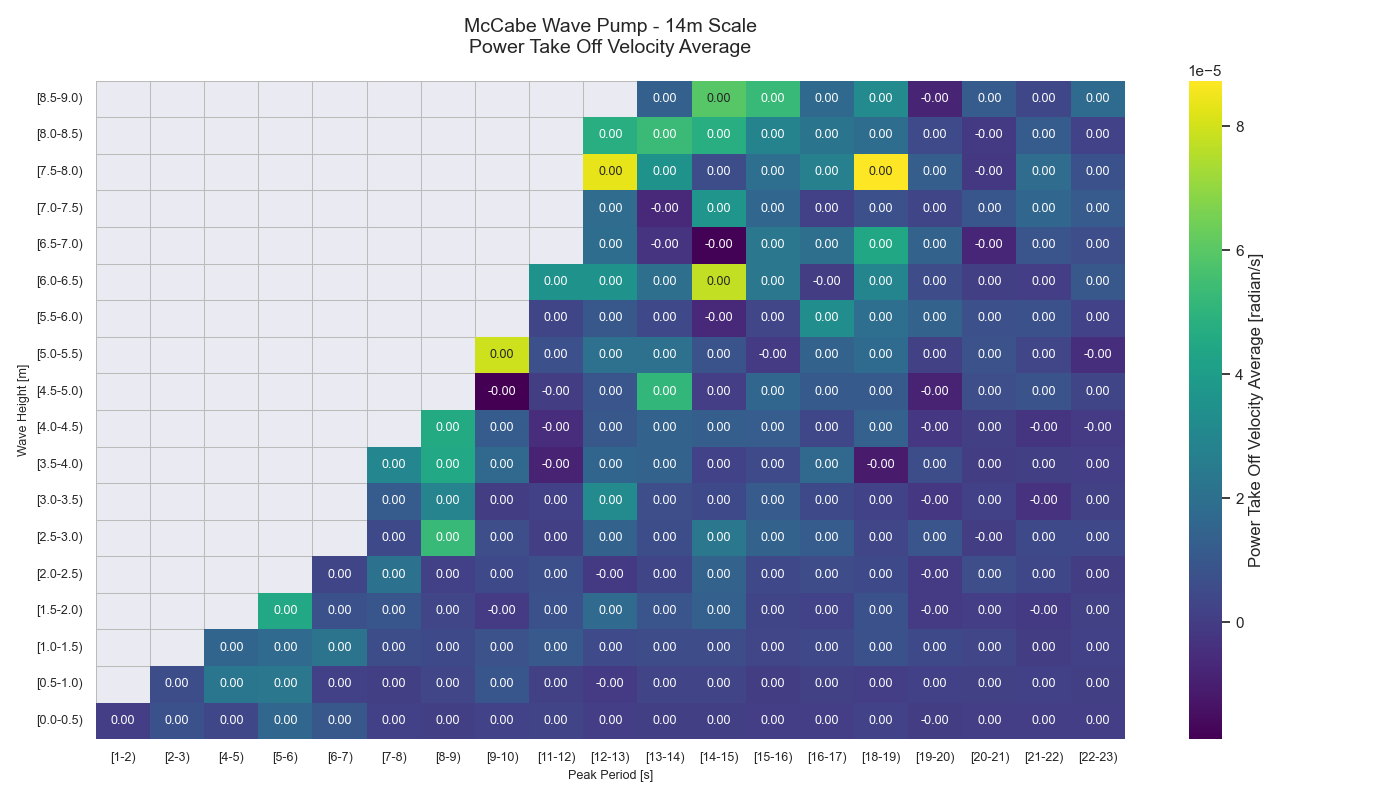 McCabe Wave Pump - 14m Scale
Power Take Off Velocity Average
1e−5
[8.5-9.0) 0.00 0.00 0.00 0.00 0.00 -0.00 0.00 0.00 0.00
[8.0-8.5) 0.00 0.00 0.00 0.00 0.00 0.00 0.00 -0.00 0.00 0.00
[7.5-8.0) 0.00 0.00 0.00 0.00 0.00 0.00 0.00 -0.00 0.00 0.00
[7.0-7.5) 0.00 -0.00 0.00 0.00 0.00 0.00 0.00 0.00 0.00 0.00
[6.5-7.0) 0.00 -0.00 -0.00 0.00 0.00 0.00 0.00 -0.00 0.00 0.00
[6.0-6.5) 0.00 0.00 0.00 0.00 0.00 -0.00 0.00 0.00 0.00 0.00 0.00
[5.5-6.0) 0.00 0.00 0.00 -0.00 0.00 0.00 0.00 0.00 0.00 0.00 0.00
[5.0-5.5) 0.00 0.00 0.00 0.00 0.00 -0.00 0.00 0.00 0.00 0.00 0.00 -0.00
[4.5-5.0) -0.00 -0.00 0.00 0.00 0.00 0.00 0.00 0.00 -0.00 0.00 0.00 0.00
[4.0-4.5) 0.00 0.00 -0.00 0.00 0.00 0.00 0.00 0.00 0.00 -0.00 0.00 -0.00 -0.00
[3.5-4.0) 0.00 0.00 0.00 -0.00 0.00 0.00 0.00 0.00 0.00 -0.00 0.00 0.00 0.00 0.00
[3.0-3.5) 0.00 0.00 0.00 0.00 0.00 0.00 0.00 0.00 0.00 0.00 -0.00 0.00 -0.00 0.00
[2.5-3.0) 0.00 0.00 0.00 0.00 0.00 0.00 0.00 0.00 0.00 0.00 0.00 -0.00 0.00 0.00
[2.0-2.5) 0.00 0.00 0.00 0.00 0.00 -0.00 0.00 0.00 0.00 0.00 0.00 -0.00 0.00 0.00 0.00
[1.5-2.0) 0.00 0.00 0.00 0.00 -0.00 0.00 0.00 0.00 0.00 0.00 0.00 0.00 -0.00 0.00 -0.00 0.00
[1.0-1.5) 0.00 0.00 0.00 0.00 0.00 0.00 0.00 0.00 0.00 0.00 0.00 0.00 0.00 0.00 0.00 0.00 0.00
[0.5-1.0) 0.00 0.00 0.00 0.00 0.00 0.00 0.00 0.00 -0.00 0.00 0.00 0.00 0.00 0.00 0.00 0.00 0.00 0.00
[0.0-0.5) 0.00 0.00 0.00 0.00 0.00 0.00 0.00 0.00 0.00 0.00 0.00 0.00 0.00 0.00 0.00 -0.00 0.00 0.00 0.00
[1-2) [2-3) [4-5) [5-6) [6-7) [7-8) [8-9) [9-10) [11-12) [12-13) [13-14) [14-15) [15-16) [16-17) [18-19) [19-20) [20-21) [21-22) [22-23)
Peak Period [s]
Wave Height [m]
8
6
4
2
0
Power Take Off Velocity Average [radian/s]